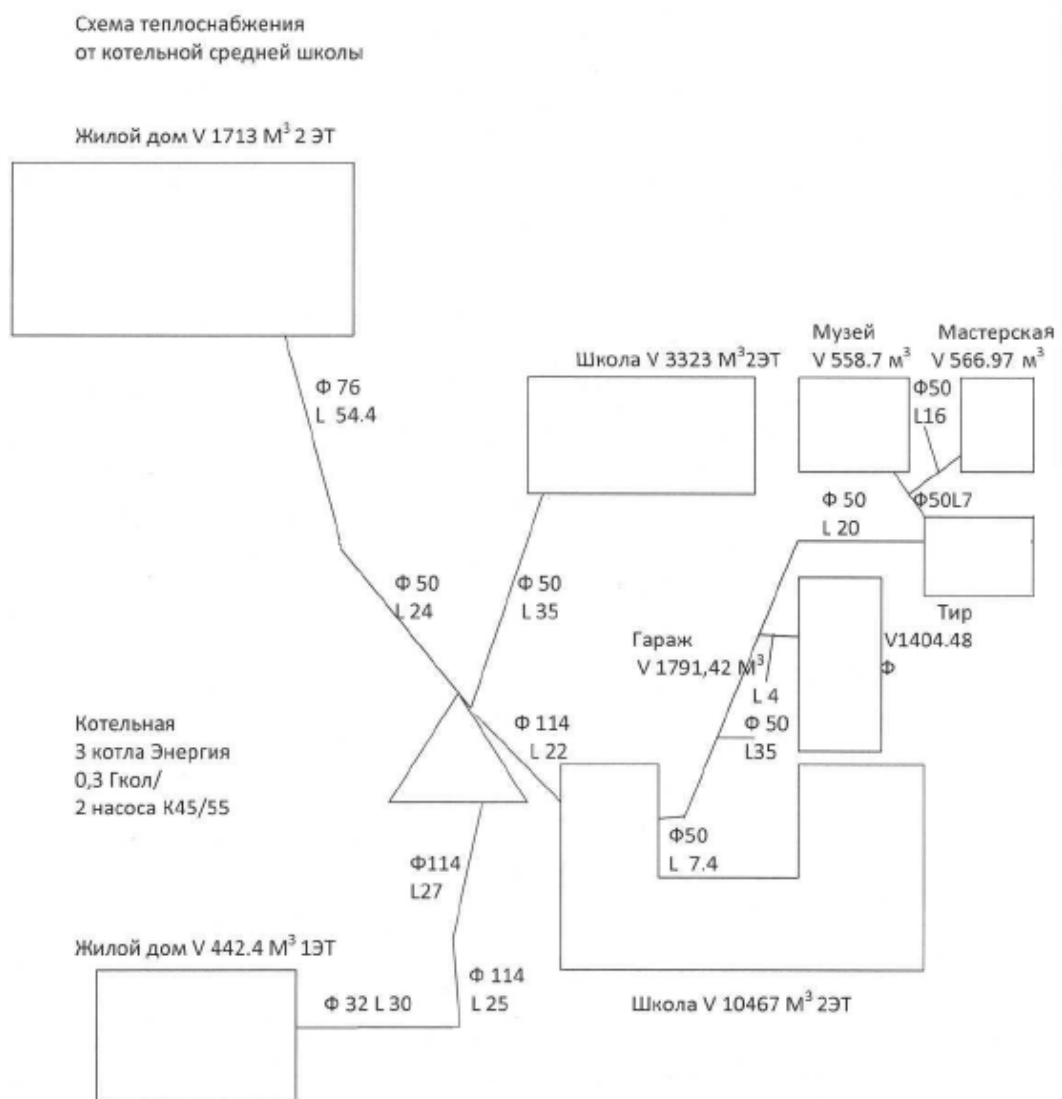 Схема теплоснабжения
от котельной средней школы
Жилой дом V 1713 М³ 2 ЭТ
Ф 76
L 54.4
Школа V 3323 М³2ЭТ
Музей
V 558.7 м³
Мастерская
V 566.97 м³
Ф50
L16
Ф50L7
Ф 50
L 20
Ф 50
L 24
Ф 50
L 35
Тир
V1404.48
Ф
Гараж
V 1791,42 М³
L 4
Ф 50
L35
Котельная
3 котла Энергия
0,3 Гкол/
2 насоса К45/55
Ф 114
L 22
Ф50
L 7.4
Ф114
L27
Жилой дом V 442.4 М³ 1ЭТ
Ф 32 L 30
Ф 114
L 25
Школа V 10467 М³ 2ЭТ